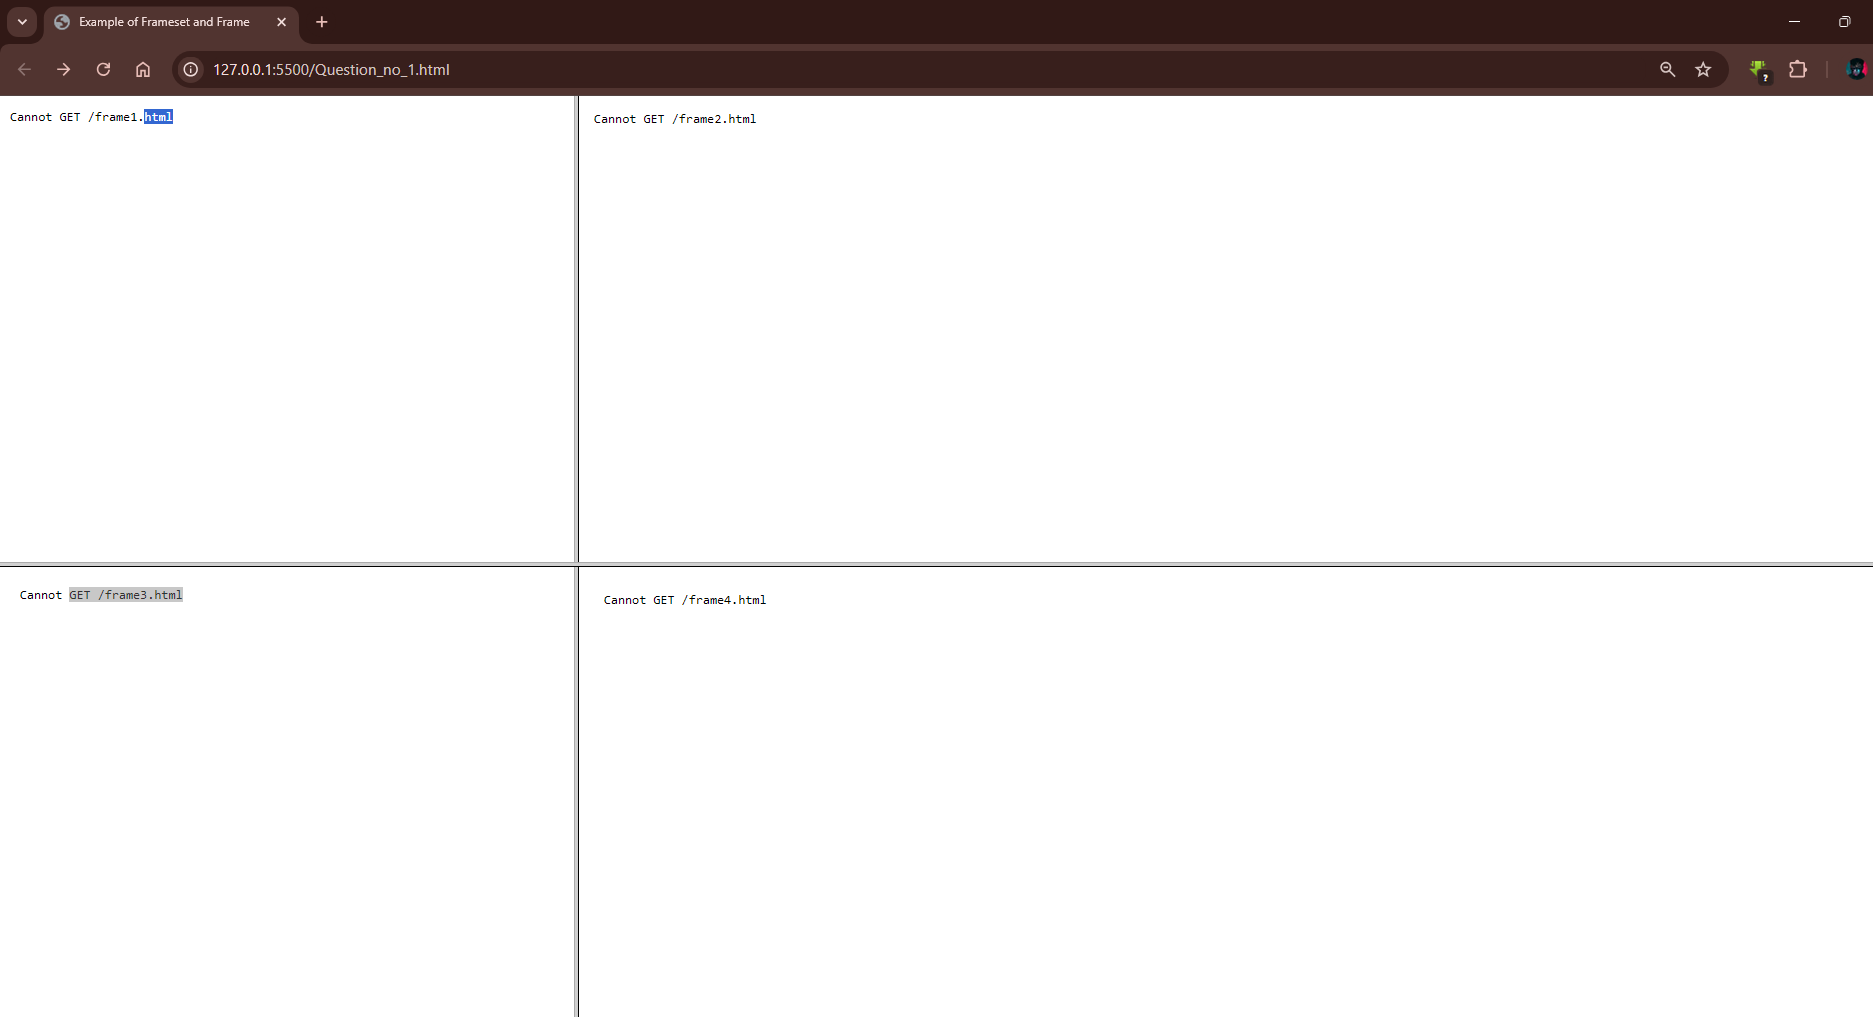 Example of Frameset and Frame
127.0.0.1:5500/Question_no_1.html
?
Cannot GET /frame1.html
Cannot GET /frame2.html
Cannot GET /frame3.html
Cannot GET /frame4.html